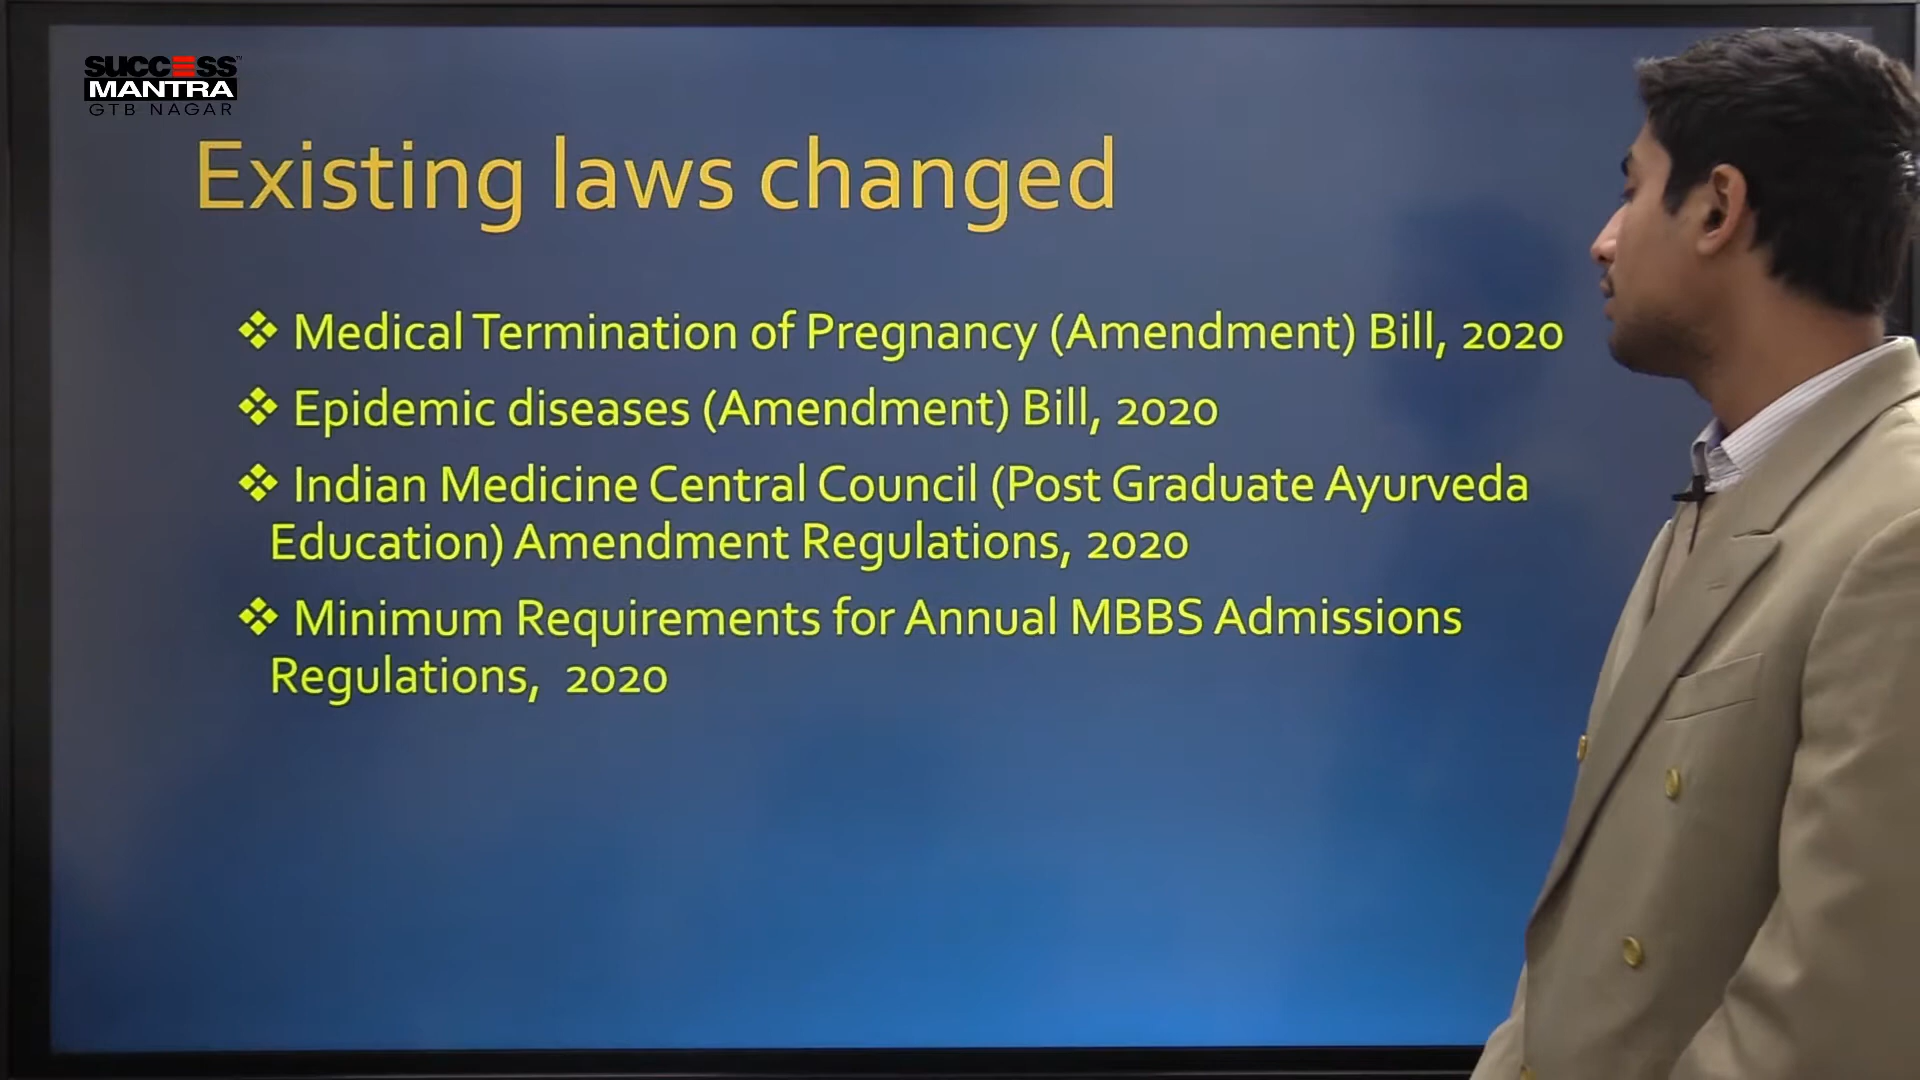 SUCCESS™
MANTRA
GTB NAGAR
Existing laws changed
❖ Medical Termination of Pregnancy (Amendment) Bill, 2020
❖ Epidemic diseases (Amendment) Bill, 2020
❖ Indian Medicine Central Council (Post Graduate Ayurveda
Education) Amendment Regulations, 2020
❖ Minimum Requirements for Annual MBBS Admissions
Regulations, 2020